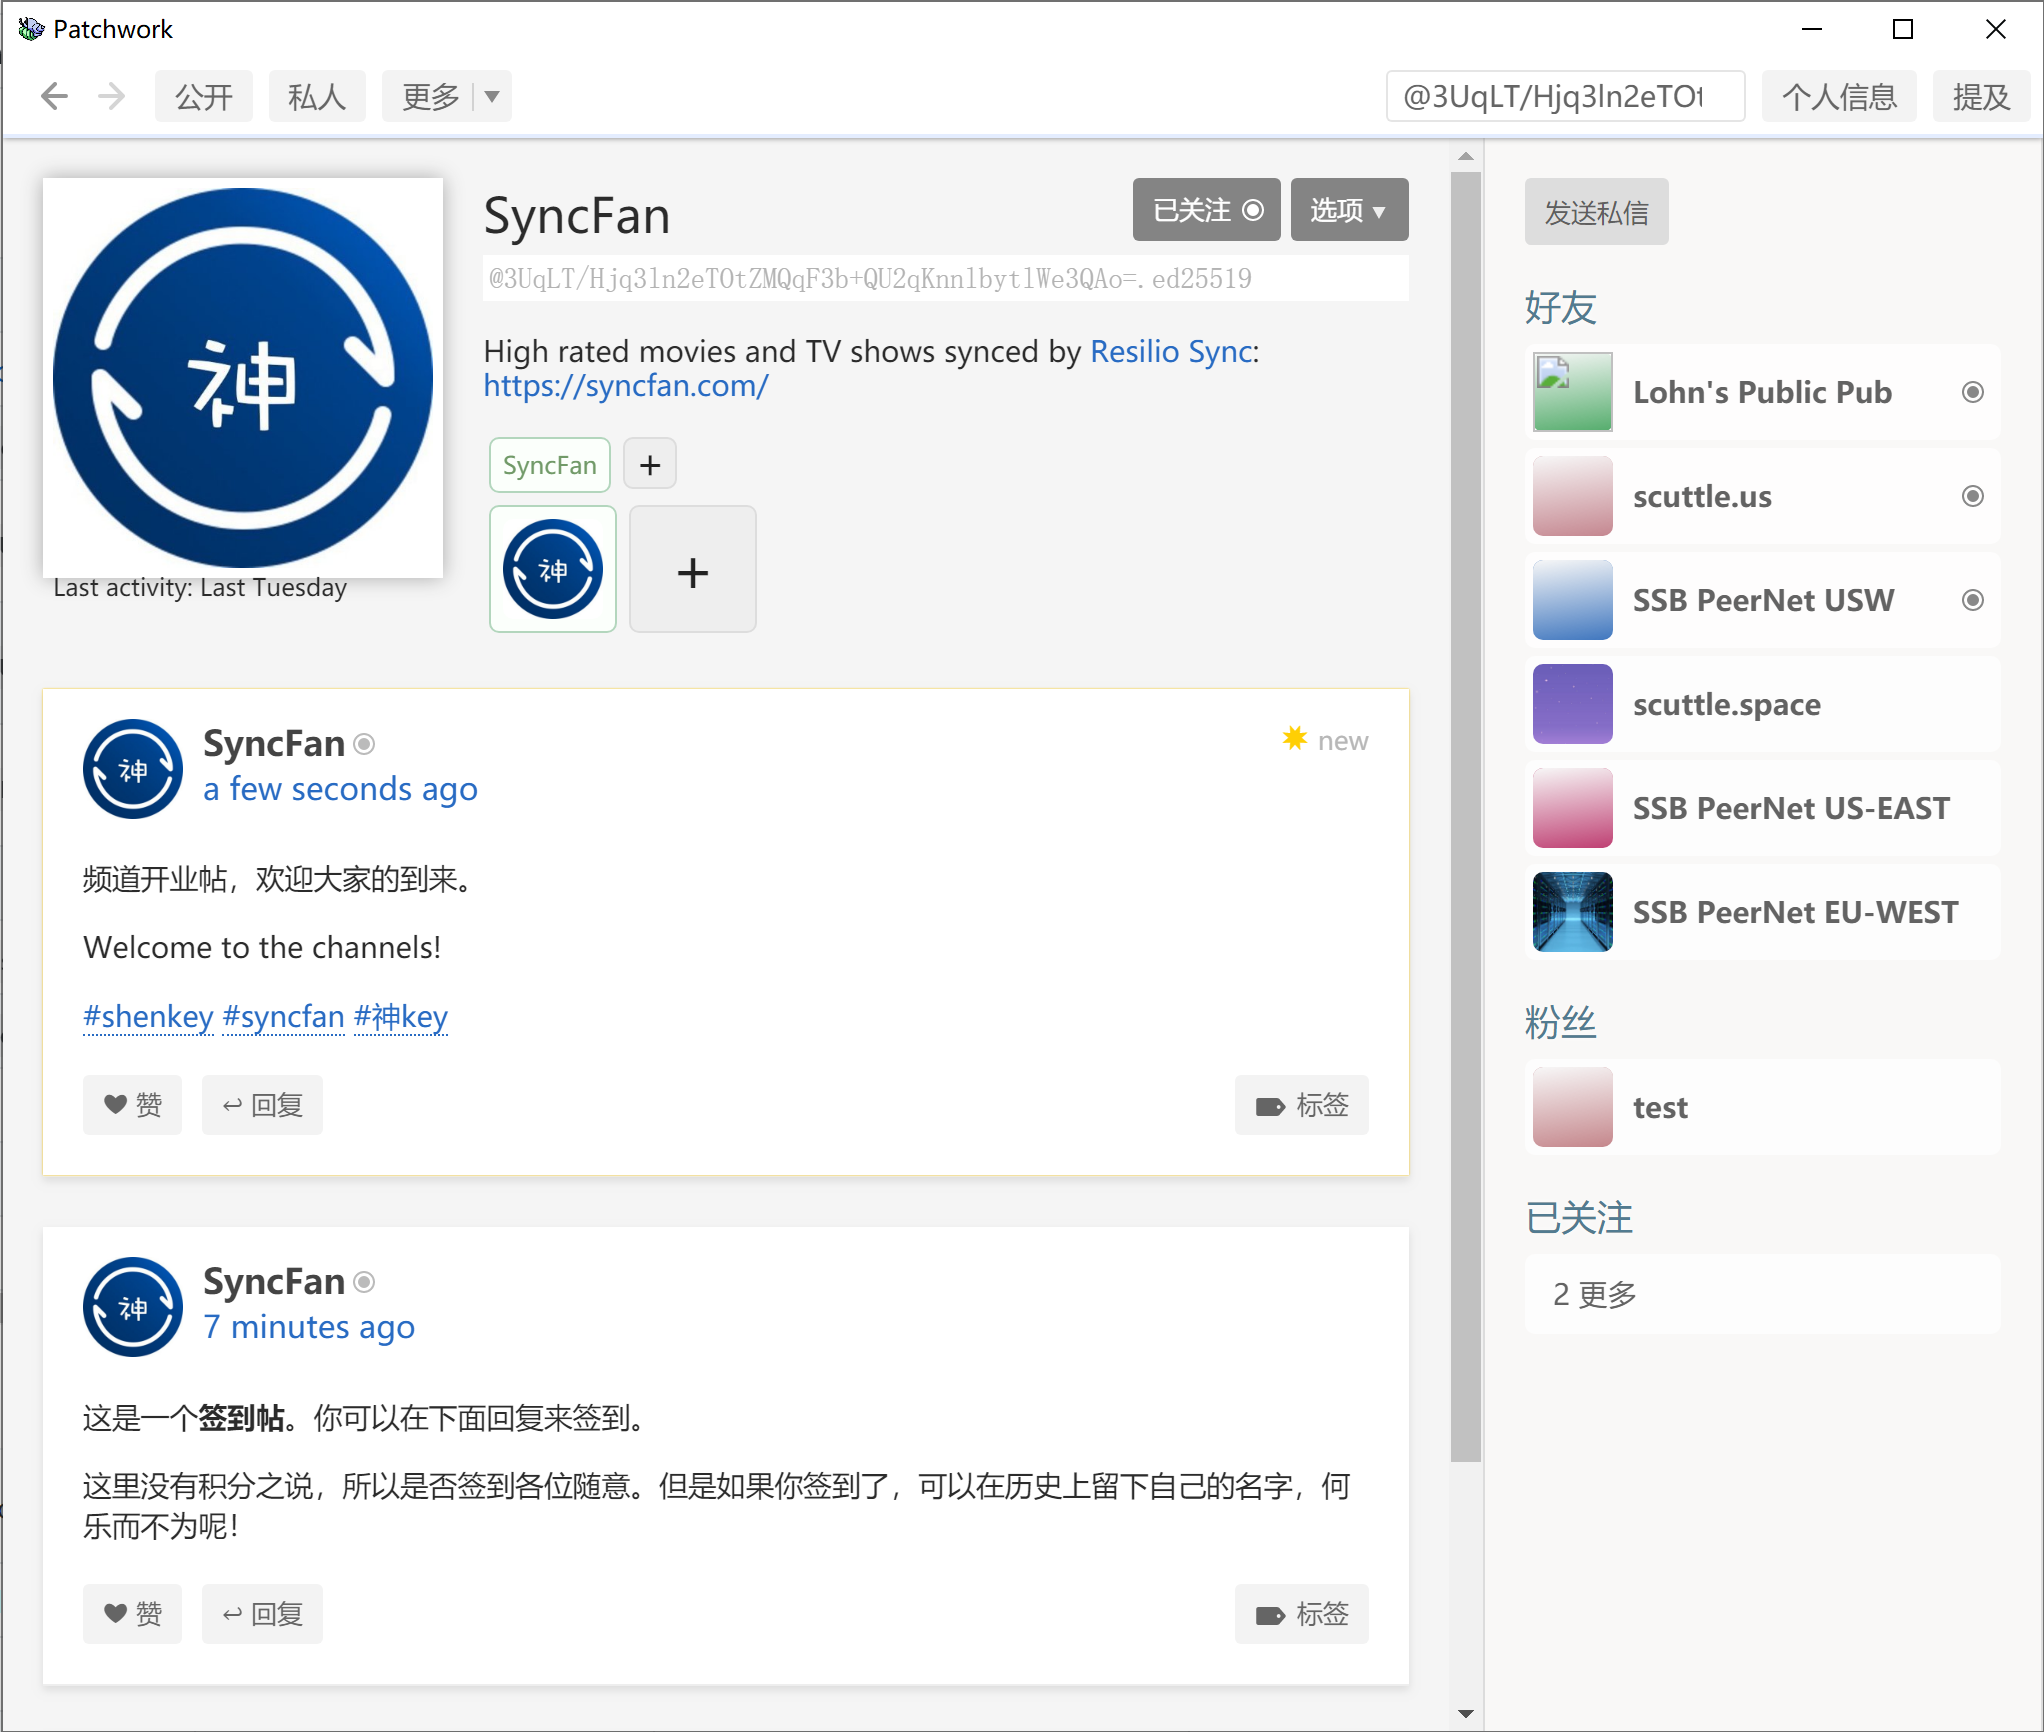 Patchwork
公开 私人 更多 @3UqLT/Hjq3ln2eTOt 个人信息 提及
神
Last activity: Last Tuesday
SyncFan
已关注 选项
@3UqLT/Hjq3ln2eTOtZMQqF3b+QU2qKnnlbytlWe3QAo=.ed25519
High rated movies and TV shows synced by Resilio Sync:
https://syncfan.com/
SyncFan +
神 +
SyncFan
new
a few seconds ago
神
频道开业帖，欢迎大家的到来。
Welcome to the channels!
#shenkey #syncfan #神key
赞 回复 标签
SyncFan
7 minutes ago
神
这是一个签到帖。你可以在下面回复来签到。
这里没有积分之说，所以是否签到各位随意。但是如果你签到了，可以在历史上留下自己的名字，何
乐而不为呢！
赞 回复 标签
发送私信
好友
Lohn's Public Pub
scuttle.us
SSB PeerNet USW
scuttle.space
SSB PeerNet US-EAST
SSB PeerNet EU-WEST
粉丝
test
已关注
2 更多